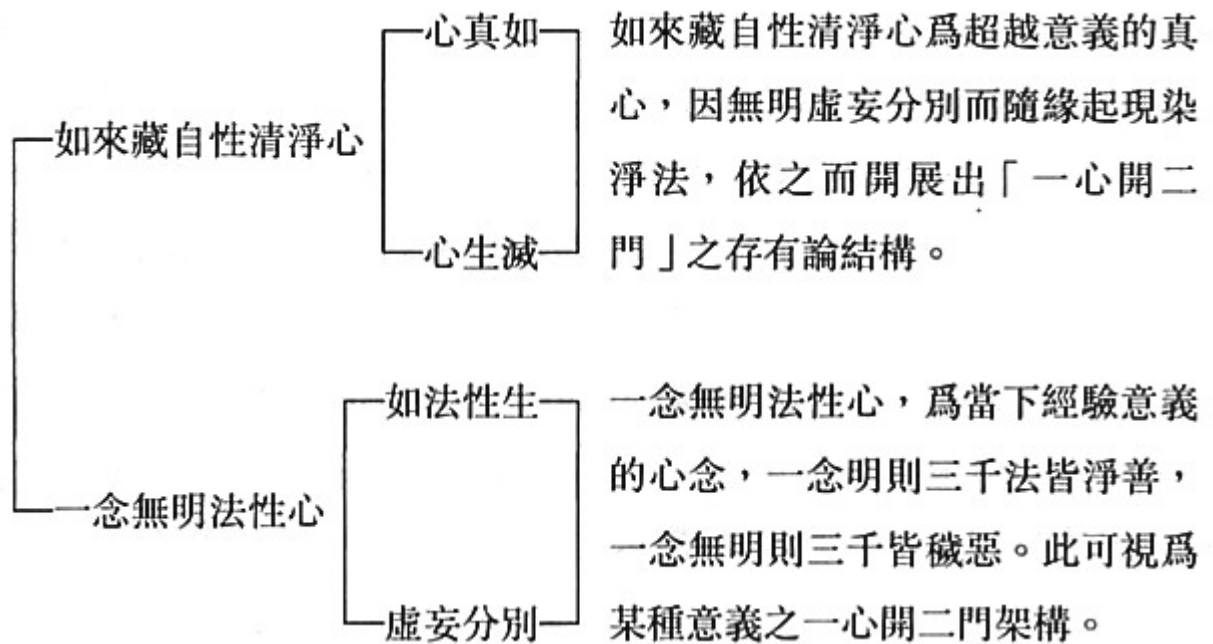 如來藏自性清淨心
心真如
心生滅
如來藏自性清淨心爲超越意義的真
心，因無明虛妄分別而隨緣起現染
淨法，依之而開展出「一心開二
門」之存有論結構。
一念無明法性心
如法性生
虛妄分別
一念無明法性心，爲當下經驗意義
的心念，一念明則三千法皆淨善，
一念無明則三千皆穢惡。此可視爲
某種意義之一心開二門架構。